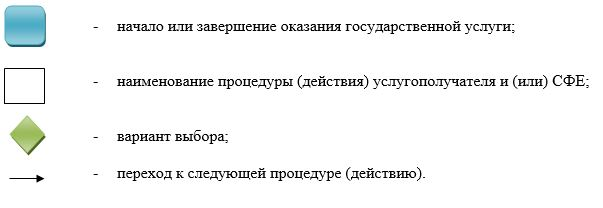 - начало или завершение оказания государственной услуги;
- наименование процедуры (действия) услугополучателя и (или) СФЕ;
- вариант выбора;
- переход к следующей процедуре (действию).